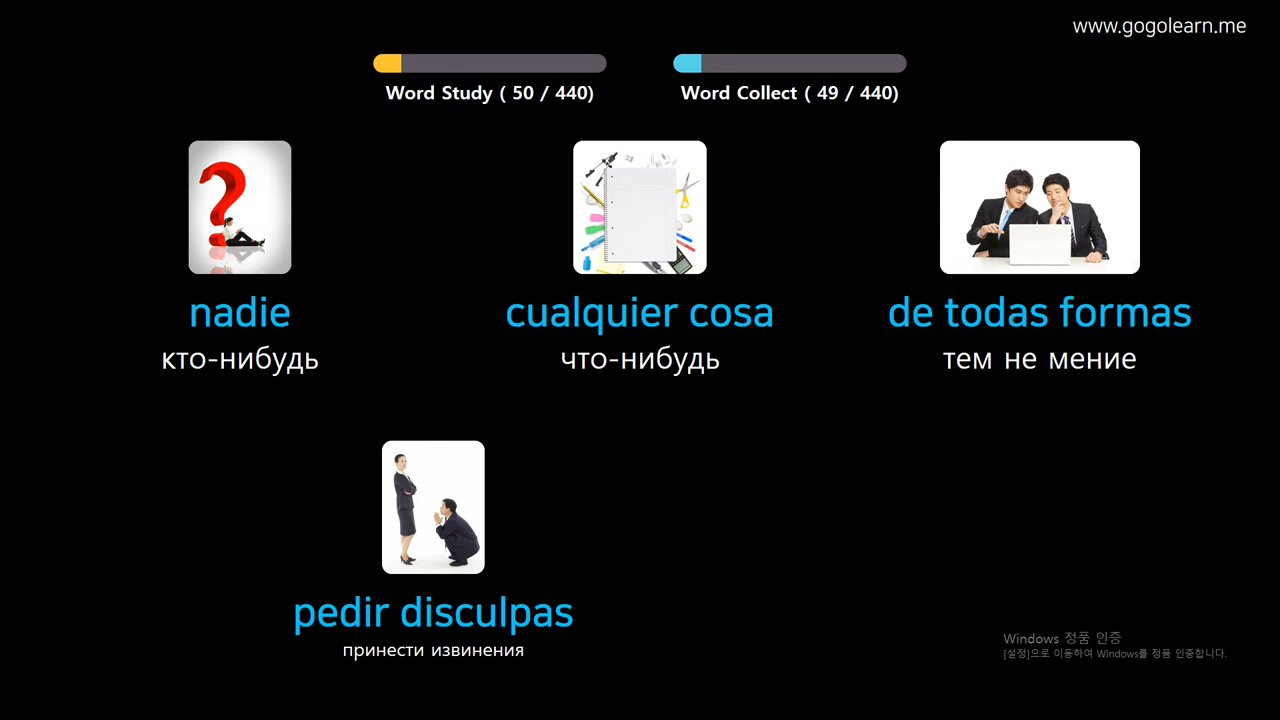 www.gogolearn.me
Word Study ( 50 / 440)
Word Collect ( 49 / 440)
nadie
кто-нибудь
cualquier cosa
что-нибудь
de todas formas
тем не мение
pedir disculpas
принести извинения
Windows 정품 인증
[설정]으로 이동하여 Windows를 정품 인증합니다.